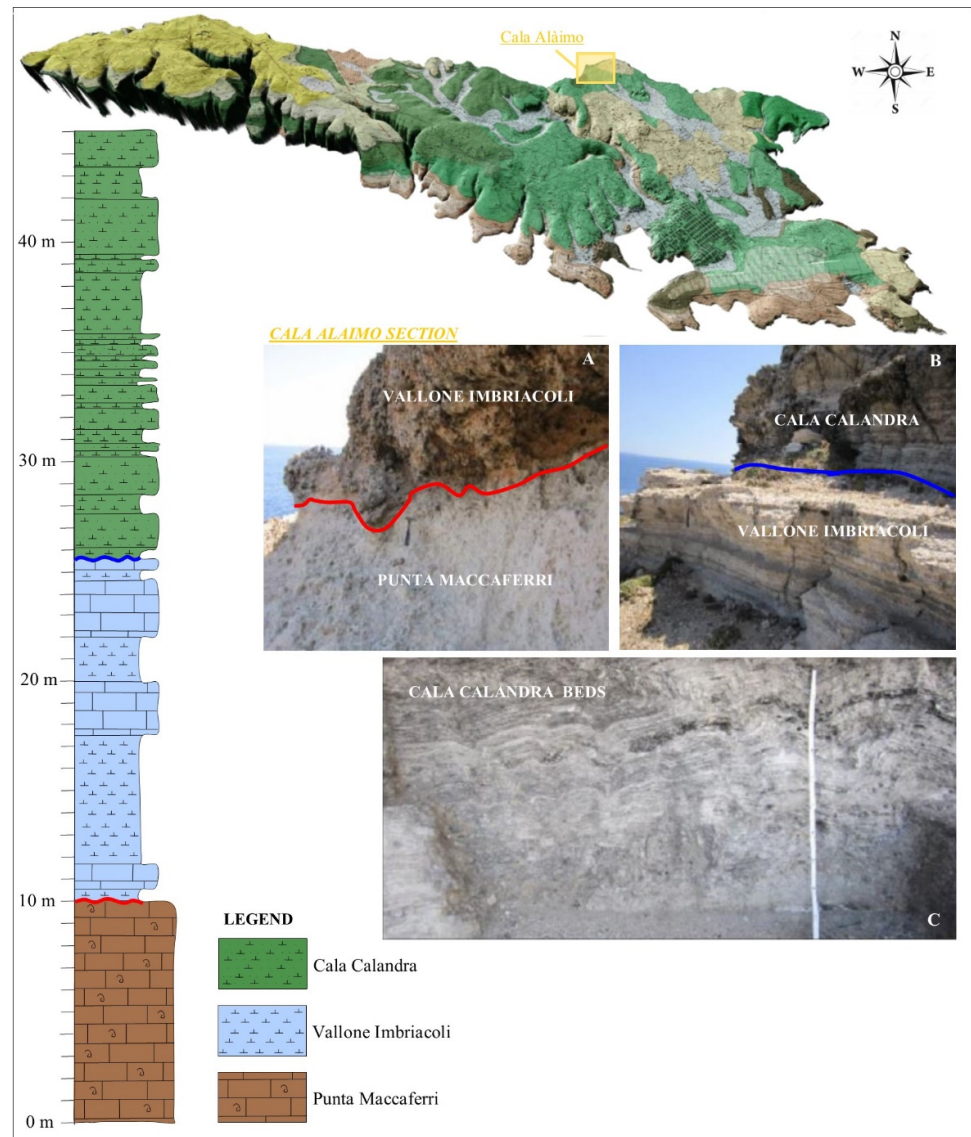 Cala Alàimo
N
W E
S
40 m
30 m
20 m
10 m
0 m
CALA ALAIMO SECTION
A
VALLONE IMBRIACOLI
PUNTA MACCAFERRI
B
CALA CALANDRA
VALLONE IMBRIACOLI
CALA CALANDRA BEDS
C
LEGEND
Cala Calandra
Vallone Imbriacoli
Punta Maccaferri